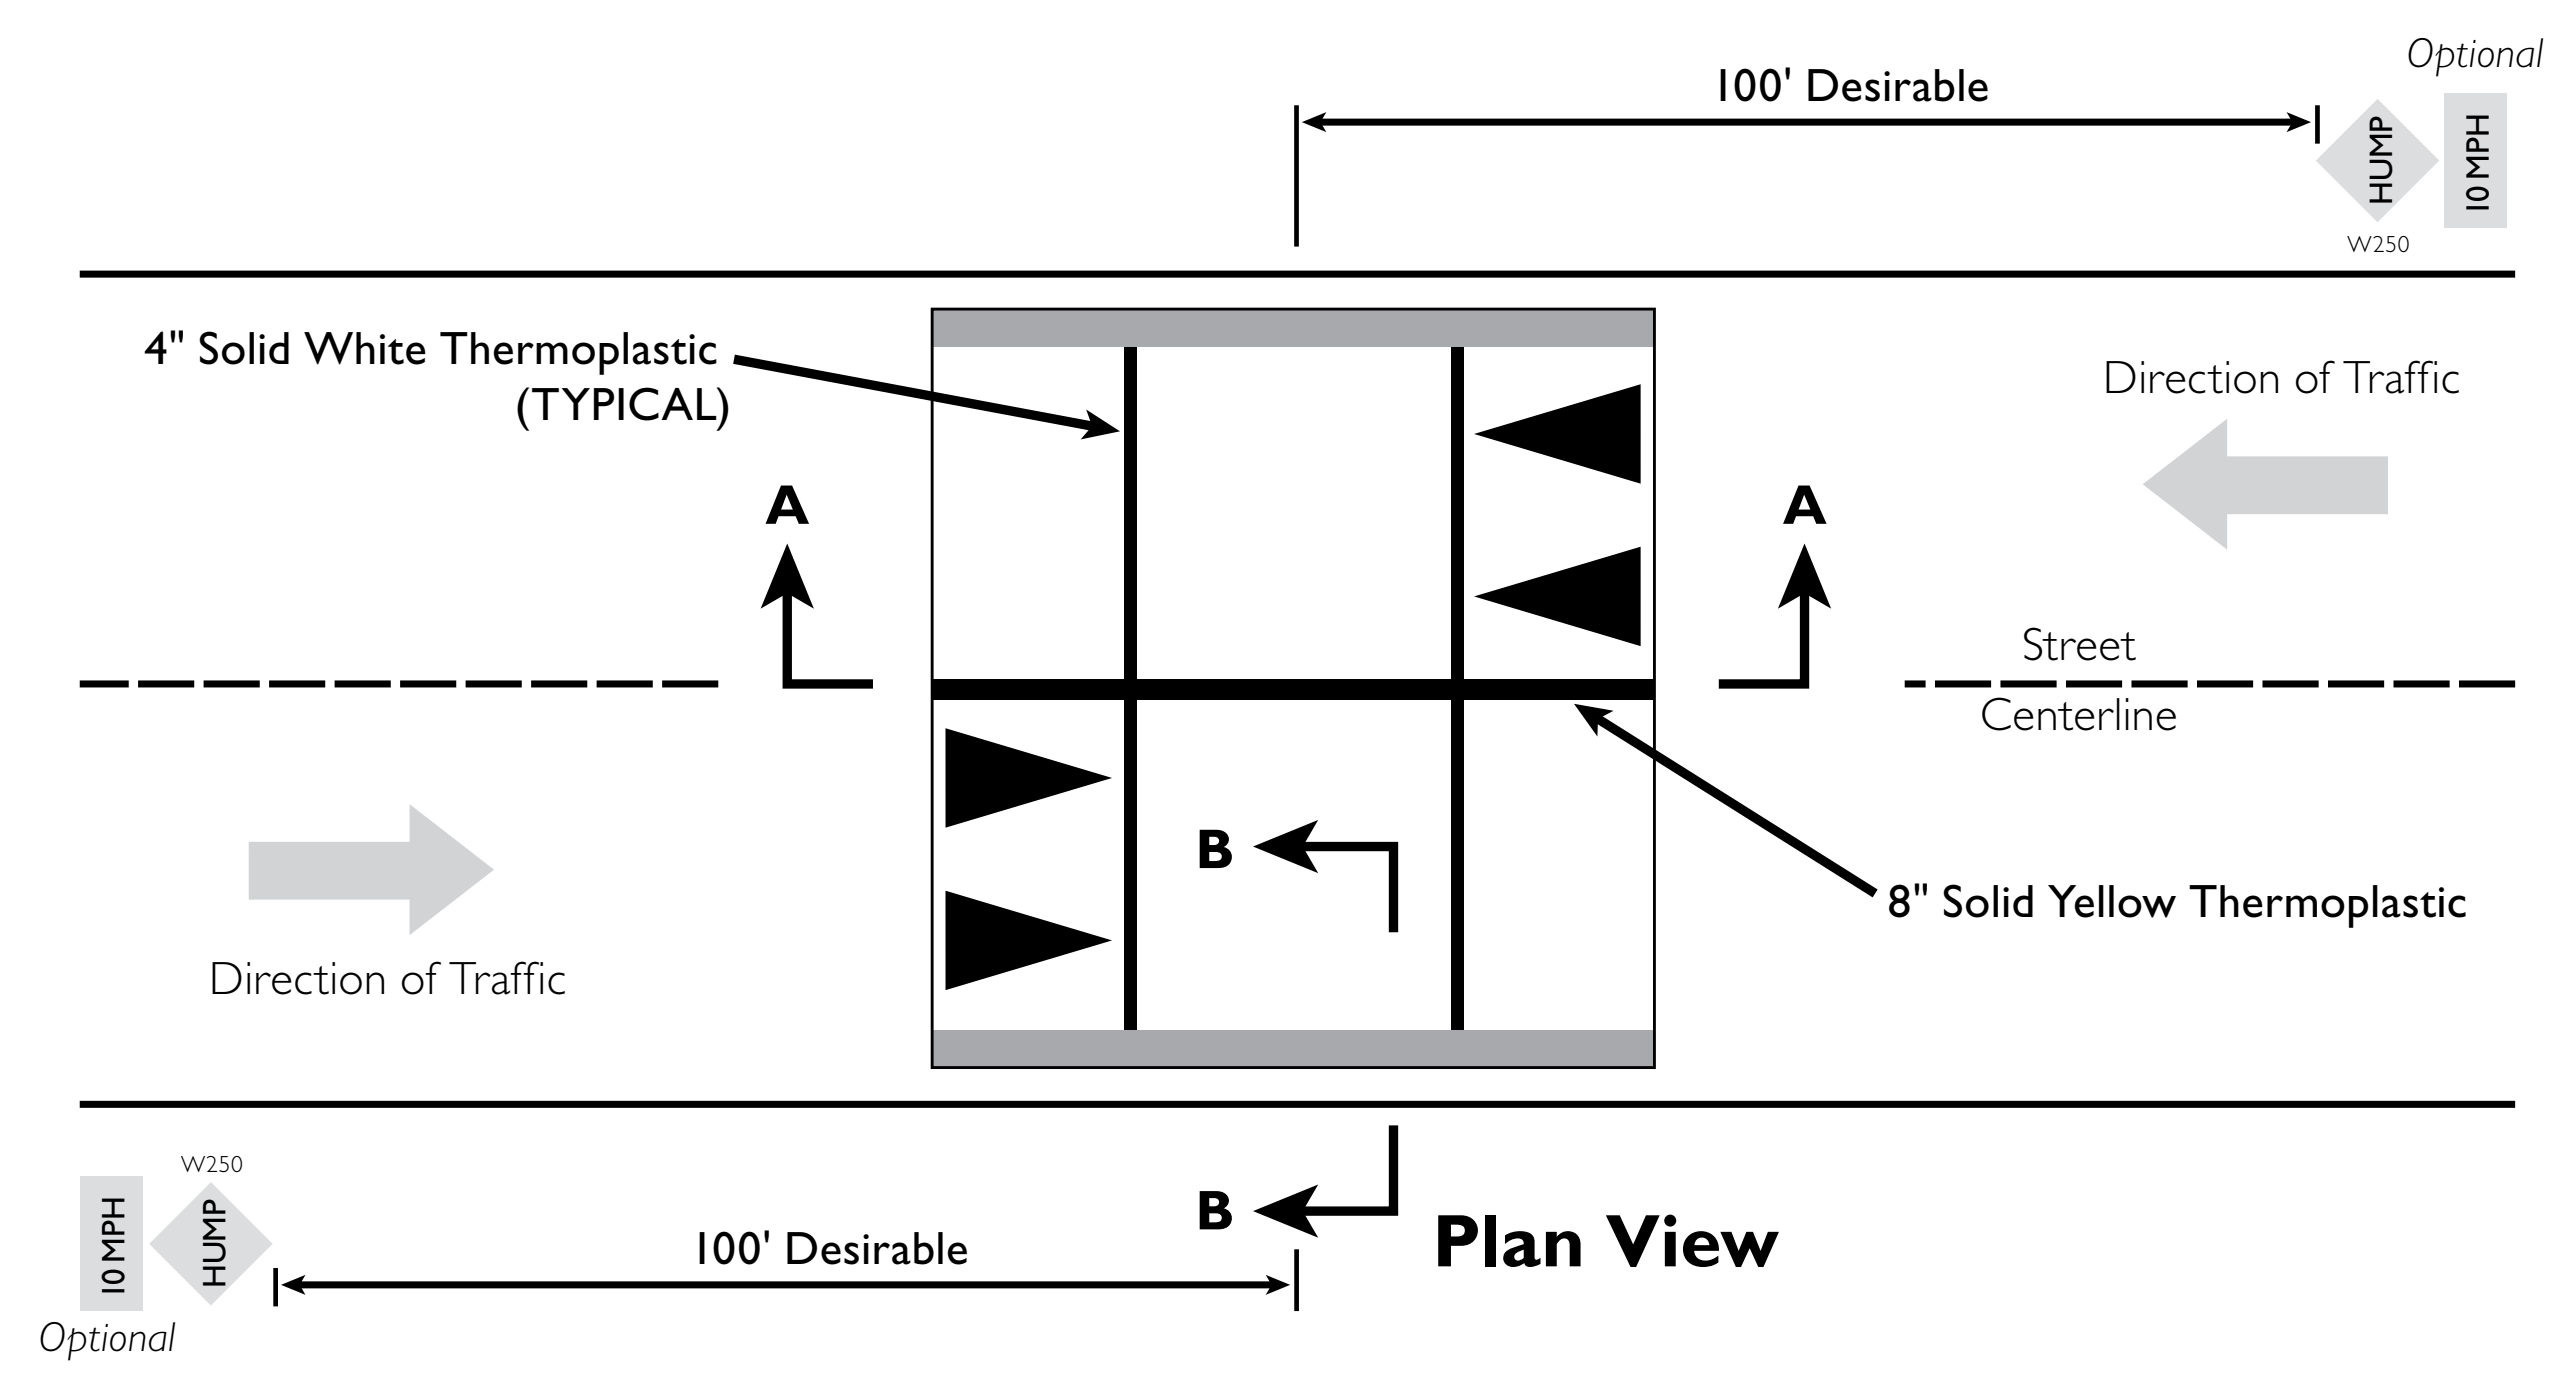 Optional
100' Desirable
HUMP
10 MPH
W250
4" Solid White Thermoplastic
(TYPICAL)
Direction of Traffic
A
A
Street
Centerline
B
8" Solid Yellow Thermoplastic
Direction of Traffic
W250
10 MPH
HUMP
B
Plan View
100' Desirable
Optional